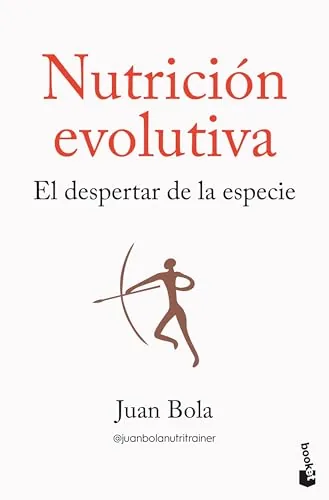 Nutrición
evolutiva
El despertar de la especie
Juan Bola
@juanbolanutritrainer
booket